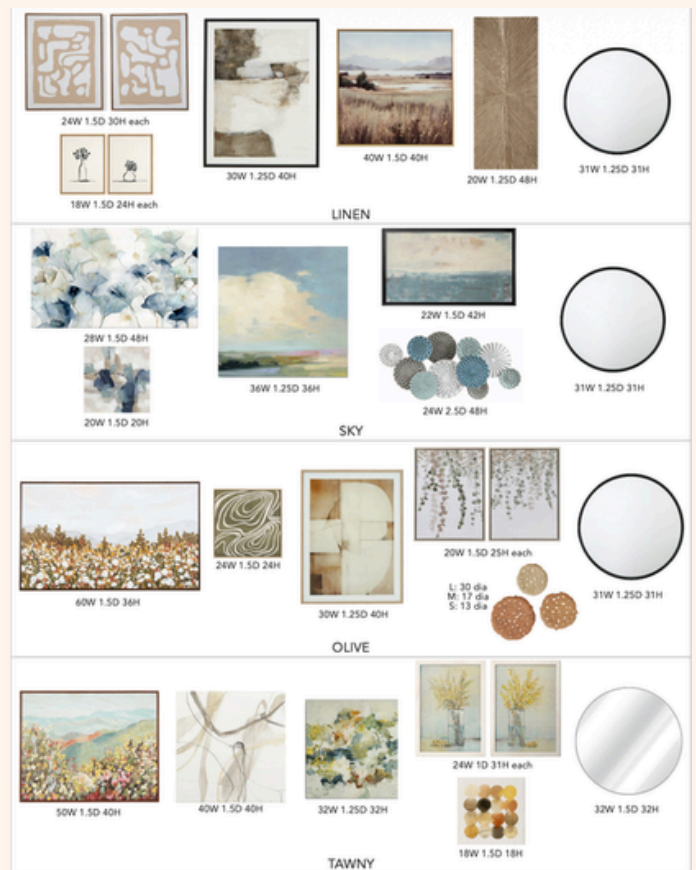 24W 1.5D 30H each
18W 1.5D 24H each
30W 1.25D 40H
40W 1.5D 40H
20W 1.25D 48H
31W 1.25D 31H
LINEN
28W 1.5D 48H
20W 1.5D 20H
36W 1.25D 36H
22W 1.5D 42H
24W 2.5D 48H
31W 1.25D 31H
SKY
60W 1.5D 36H
24W 1.5D 24H
30W 1.25D 40H
20W 1.5D 25H each
L: 30 dia
M: 17 dia
S: 13 dia
31W 1.25D 31H
OLIVE
50W 1.5D 40H
40W 1.5D 40H
32W 1.25D 32H
24W 1D 31H each
18W 1.5D 18H
32W 1.5D 32H
TAWNY